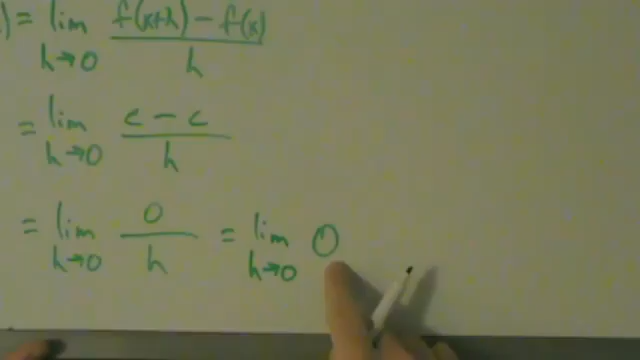 ) = lim h→0 f(x+h) - f(x) / h
= lim h→0 c - c / h
= lim h→0 0 / h = lim h→0 0